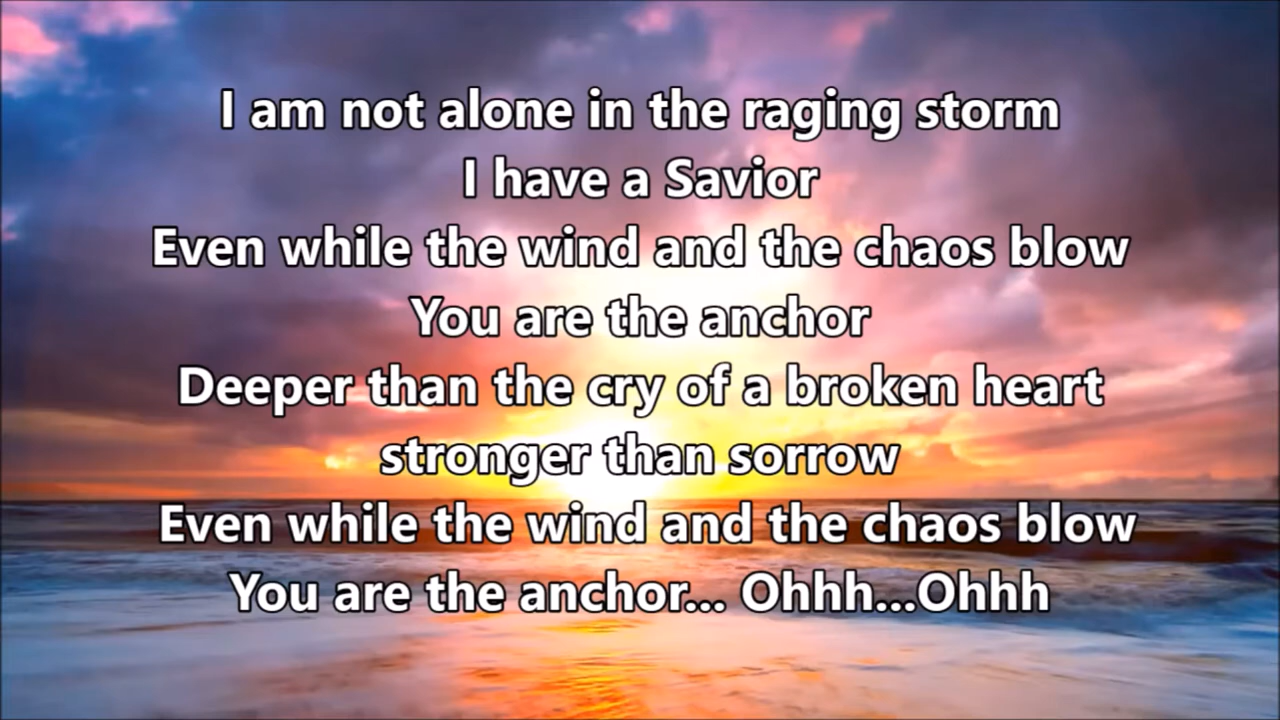 I am not alone in the raging storm
I have a Savior
Even while the wind and the chaos blow
You are the anchor
Deeper than the cry of a broken heart
stronger than sorrow
Even while the wind and the chaos blow
You are the anchor... Ohhh...Ohhh